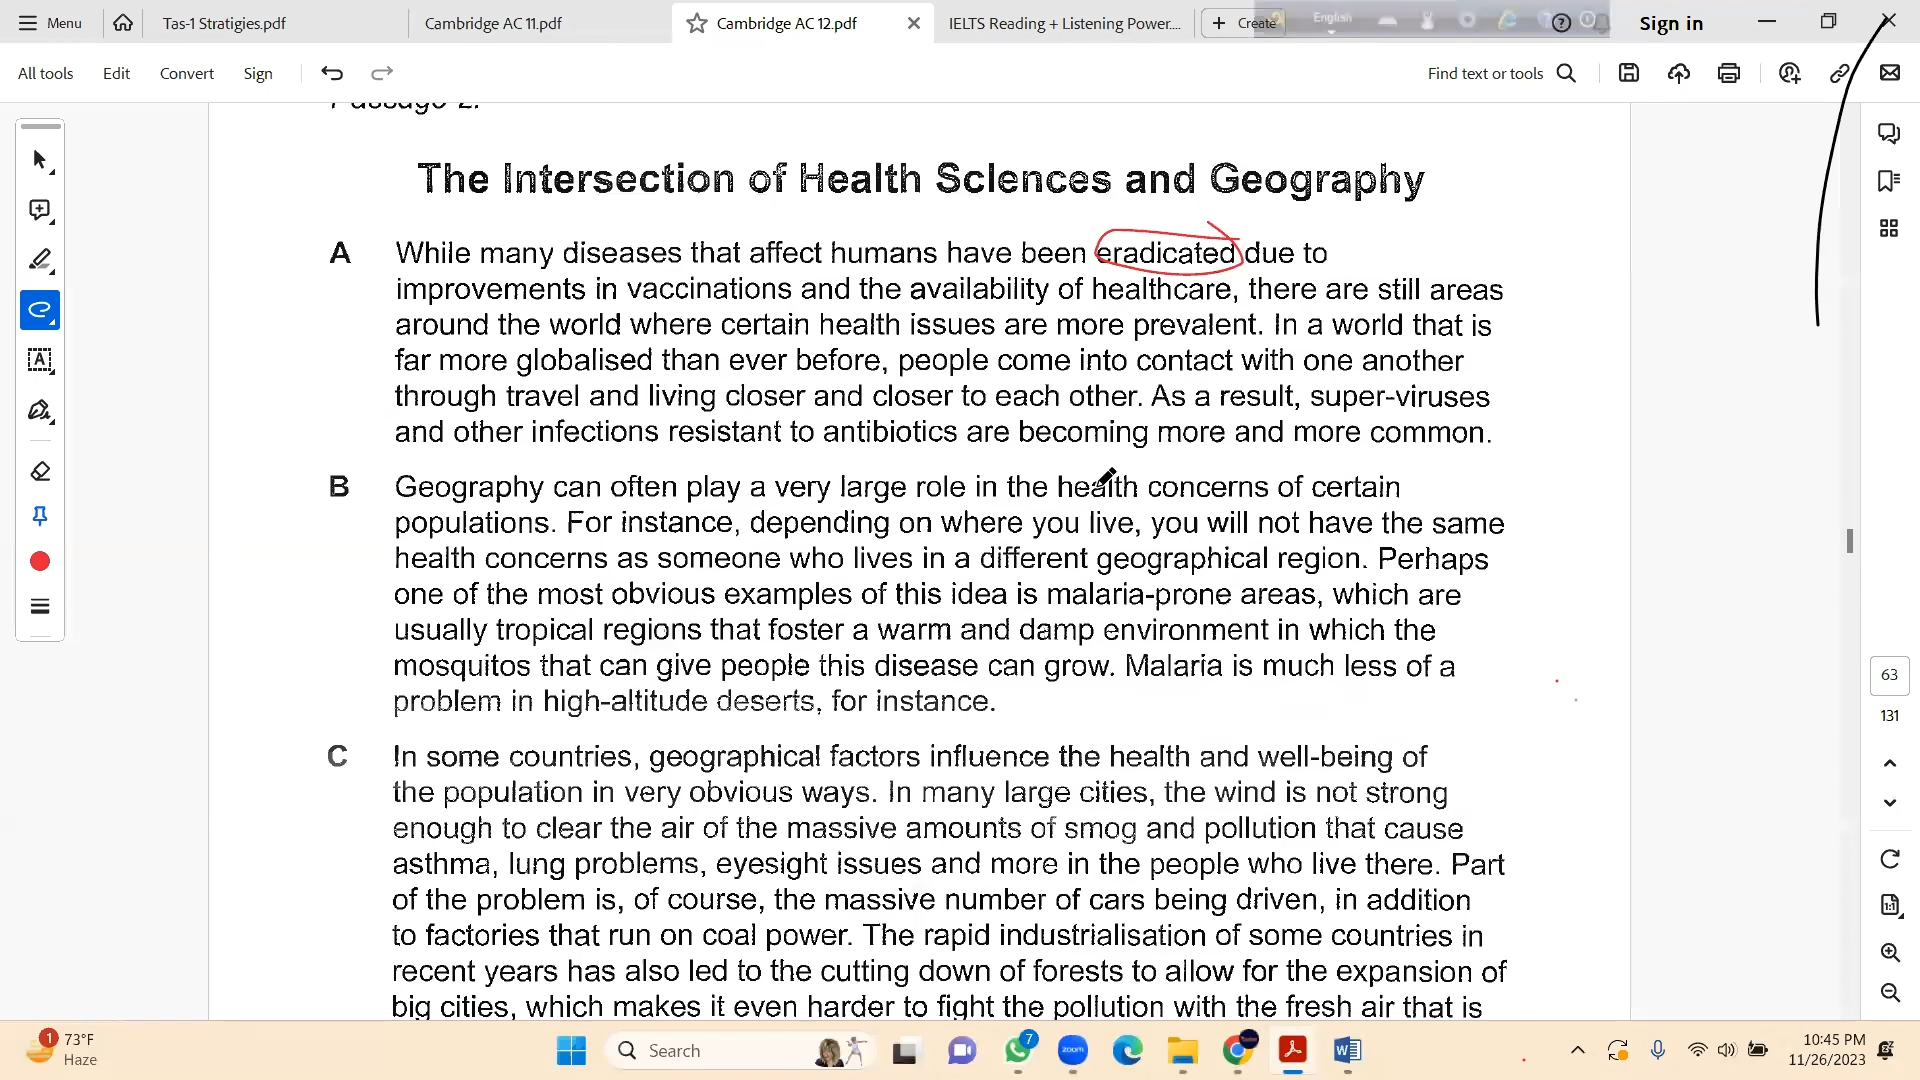 Menu
Tas-1 Stratigies.pdf
Cambridge AC 11.pdf
Cambridge AC 12.pdf
IELTS Reading + Listening Power....
Create
English
Sign in
All tools
Edit
Convert
Sign
Find text or tools
Passage 2.
The Intersection of Health Sciences and Geography
A While many diseases that affect humans have been eradicated due to
improvements in vaccinations and the availability of healthcare, there are still areas
around the world where certain health issues are more prevalent. In a world that is
far more globalised than ever before, people come into contact with one another
through travel and living closer and closer to each other. As a result, super-viruses
and other infections resistant to antibiotics are becoming more and more common.
B Geography can often play a very large role in the health concerns of certain
populations. For instance, depending on where you live, you will not have the same
health concerns as someone who lives in a different geographical region. Perhaps
one of the most obvious examples of this idea is malaria-prone areas, which are
usually tropical regions that foster a warm and damp environment in which the
mosquitos that can give people this disease can grow. Malaria is much less of a
problem in high-altitude deserts, for instance.
C In some countries, geographical factors influence the health and well-being of
the population in very obvious ways. In many large cities, the wind is not strong
enough to clear the air of the massive amounts of smog and pollution that cause
asthma, lung problems, eyesight issues and more in the people who live there. Part
of the problem is, of course, the massive number of cars being driven, in addition
to factories that run on coal power. The rapid industrialisation of some countries in
recent years has also led to the cutting down of forests to allow for the expansion of
big cities, which makes it even harder to fight the pollution with the fresh air that is
63
131
1
73°F
Haze
Search
7
zoom
10:45 PM
11/26/2023